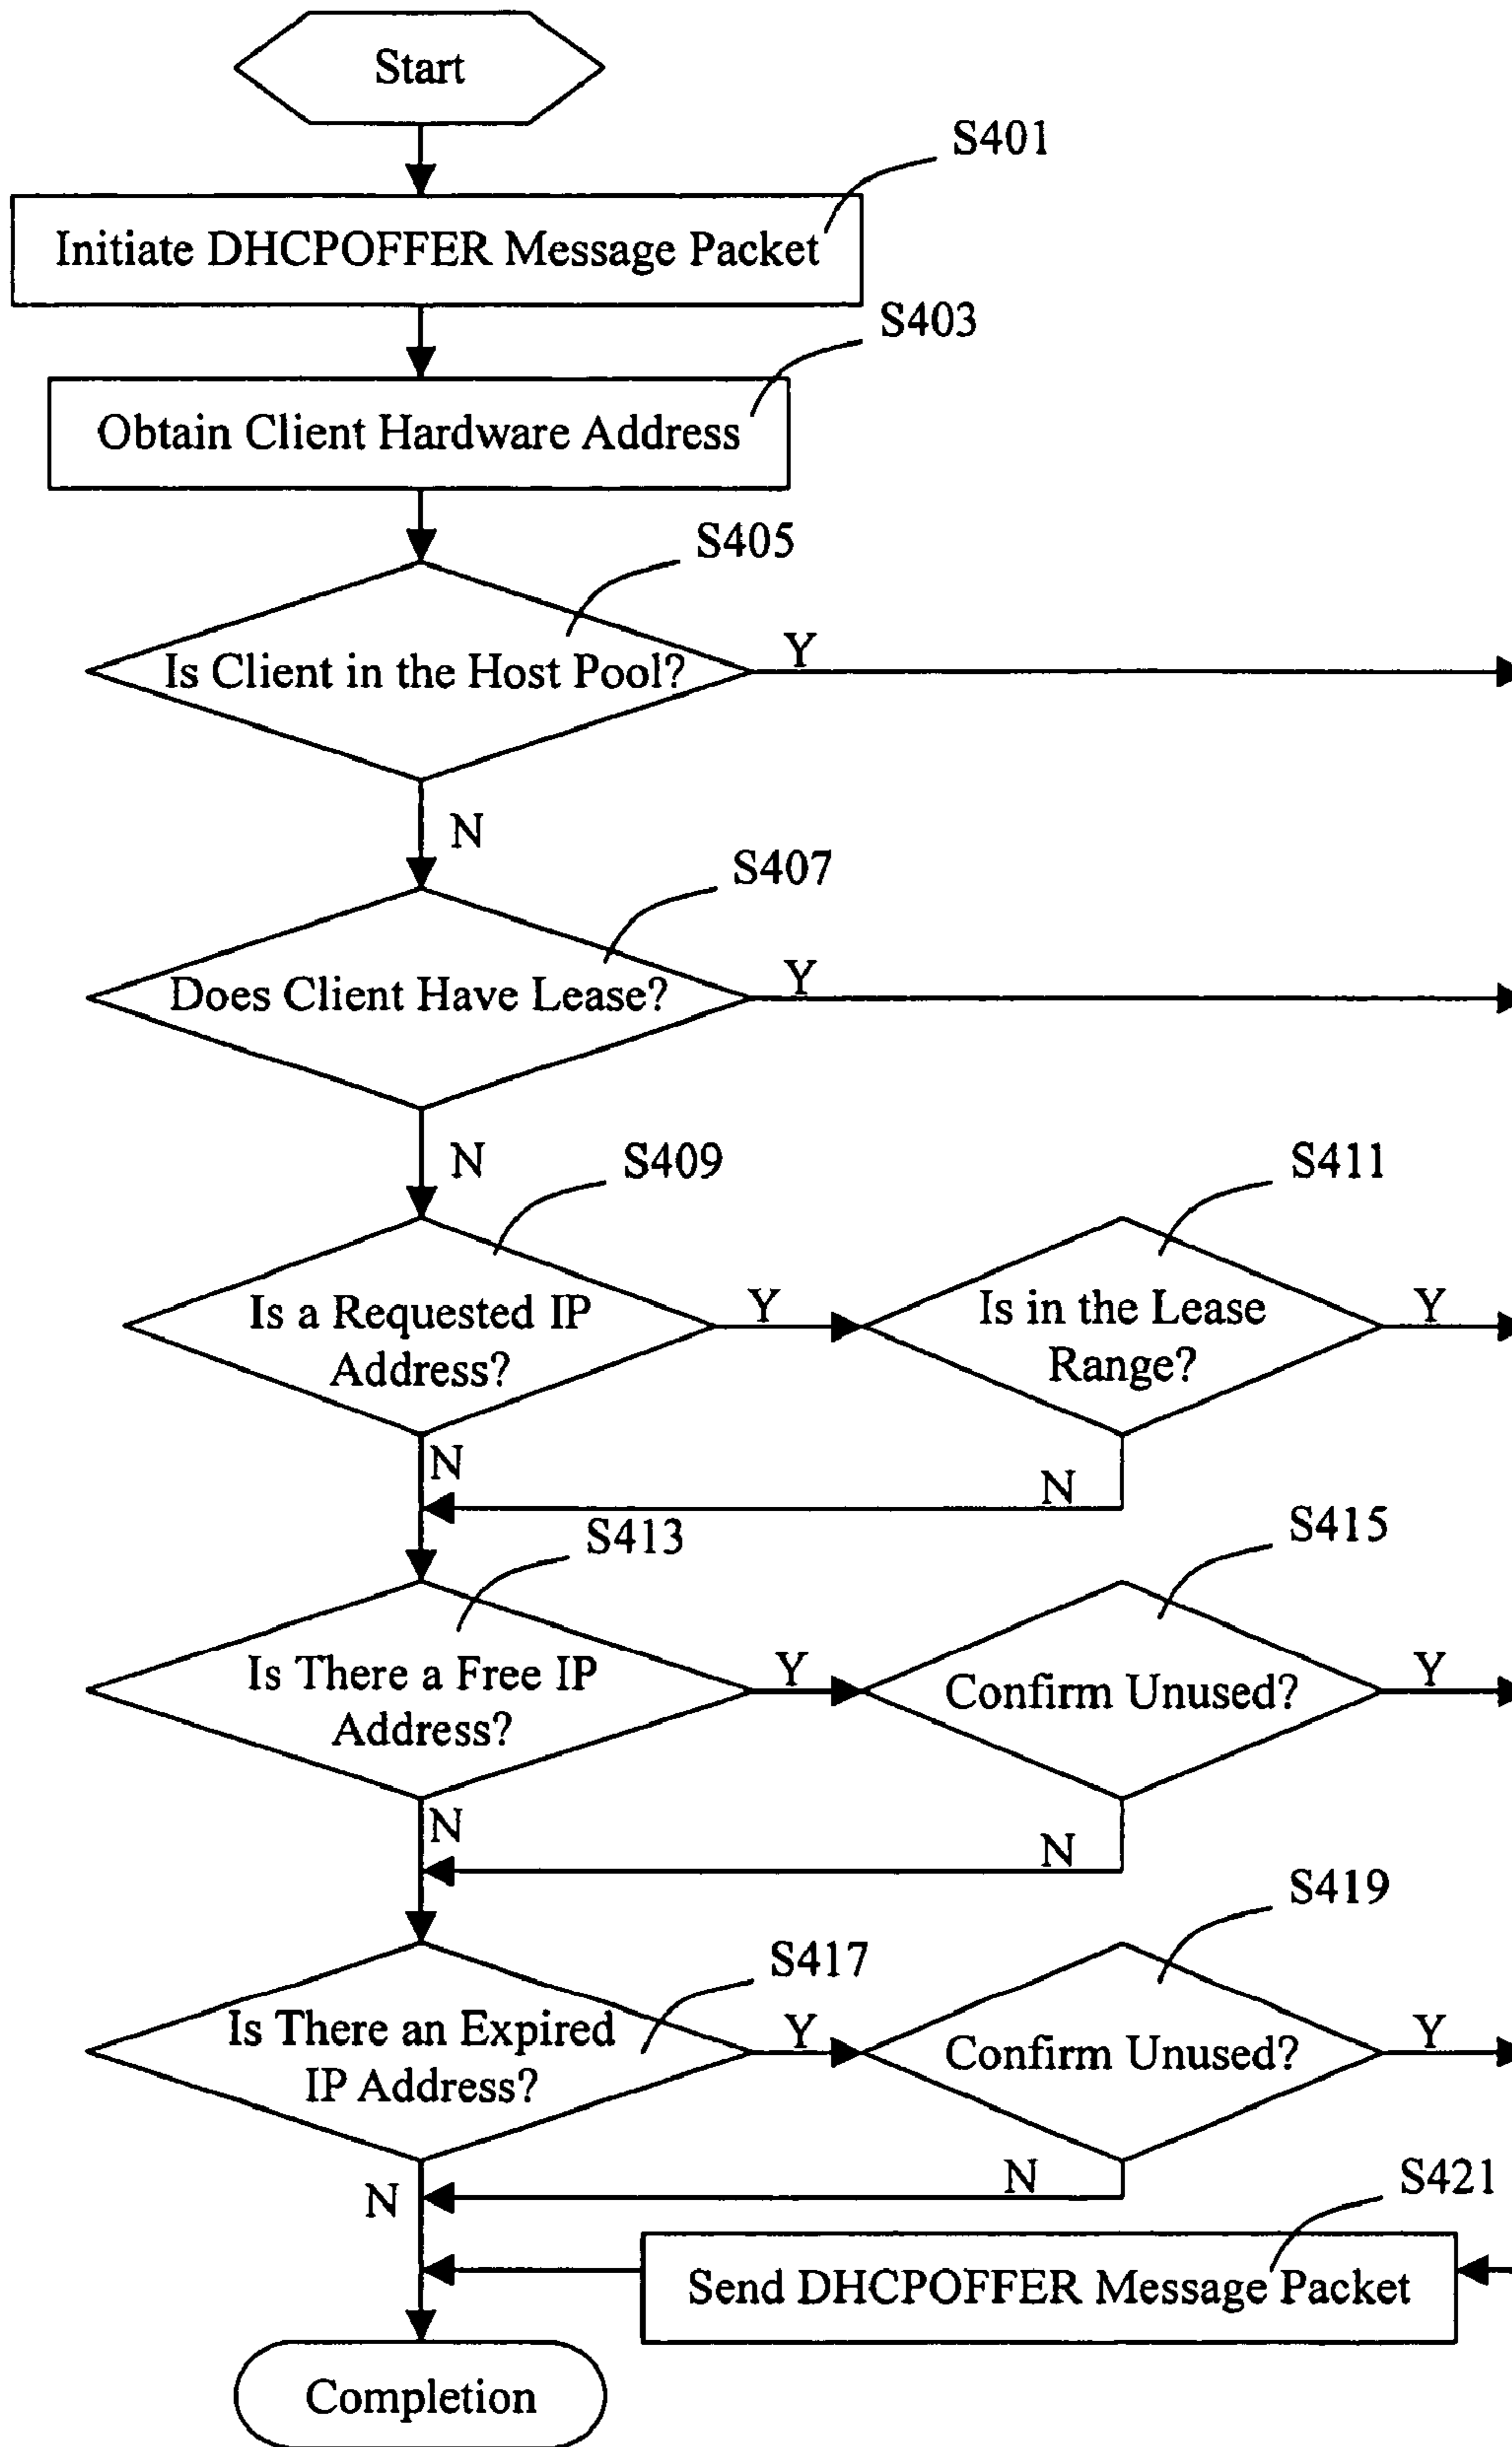 Start
S401
Initiate DHCPOFFER Message Packet
S403
Obtain Client Hardware Address
S405
Is Client in the Host Pool?
Y
N
S407
Does Client Have Lease?
Y
N
S409
S411
Is a Requested IP
Address?
Y
Is in the Lease
Range?
Y
N
N
S413
S415
Is There a Free IP
Address?
Y
Confirm Unused?
Y
N
N
S417
S419
Is There an Expired
IP Address?
Y
Confirm Unused?
Y
N
N
S421
Send DHCPOFFER Message Packet
Completion